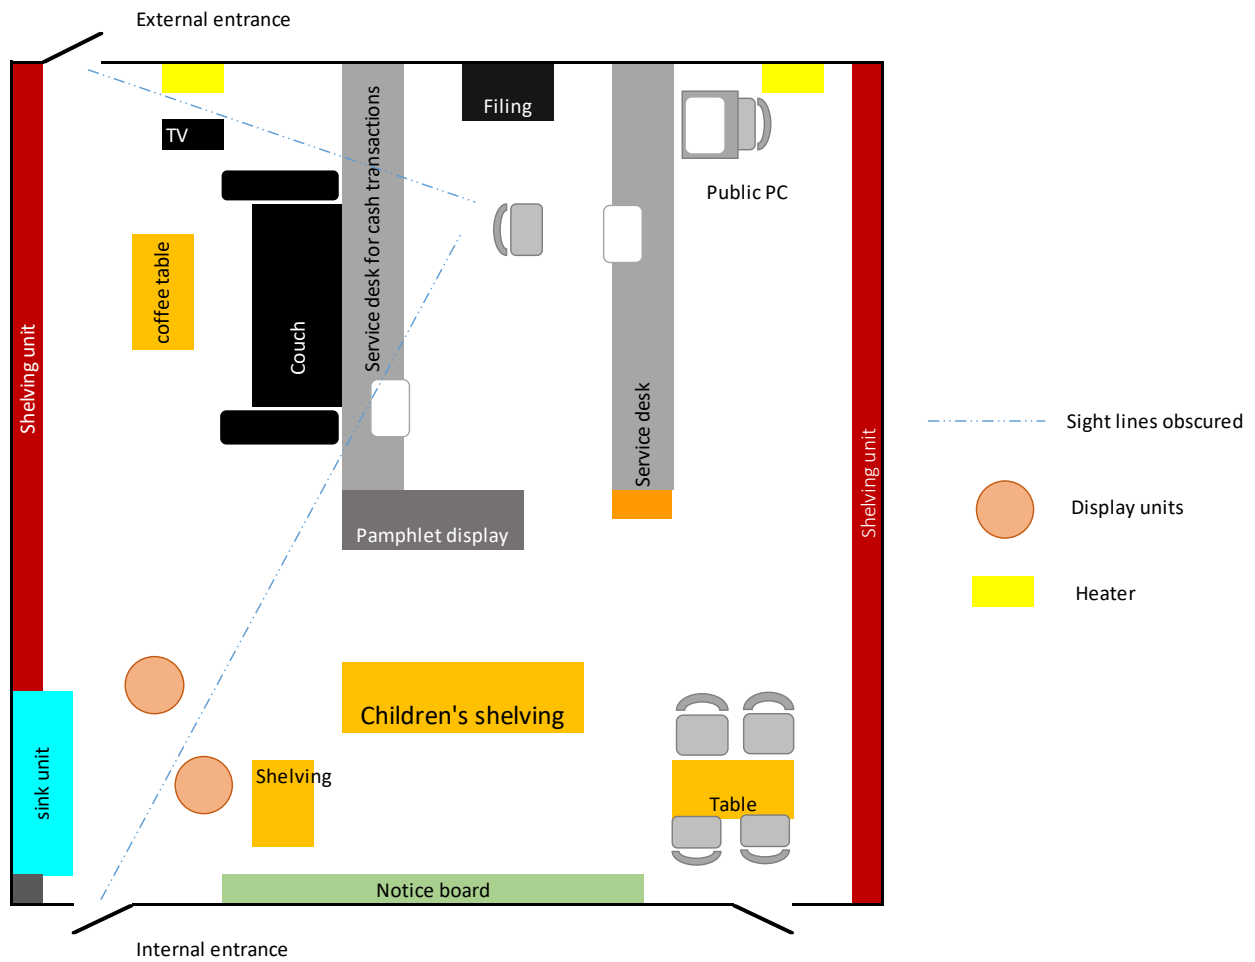 External entrance
Filing
TV
Service desk for cash transactions
Public PC
coffee table
Couch
Shelving unit
Service desk
Shelving unit
Sight lines obscured
Display units
Pamphlet display
Heater
Children's shelving
sink unit
Shelving
Table
Notice board
Internal entrance